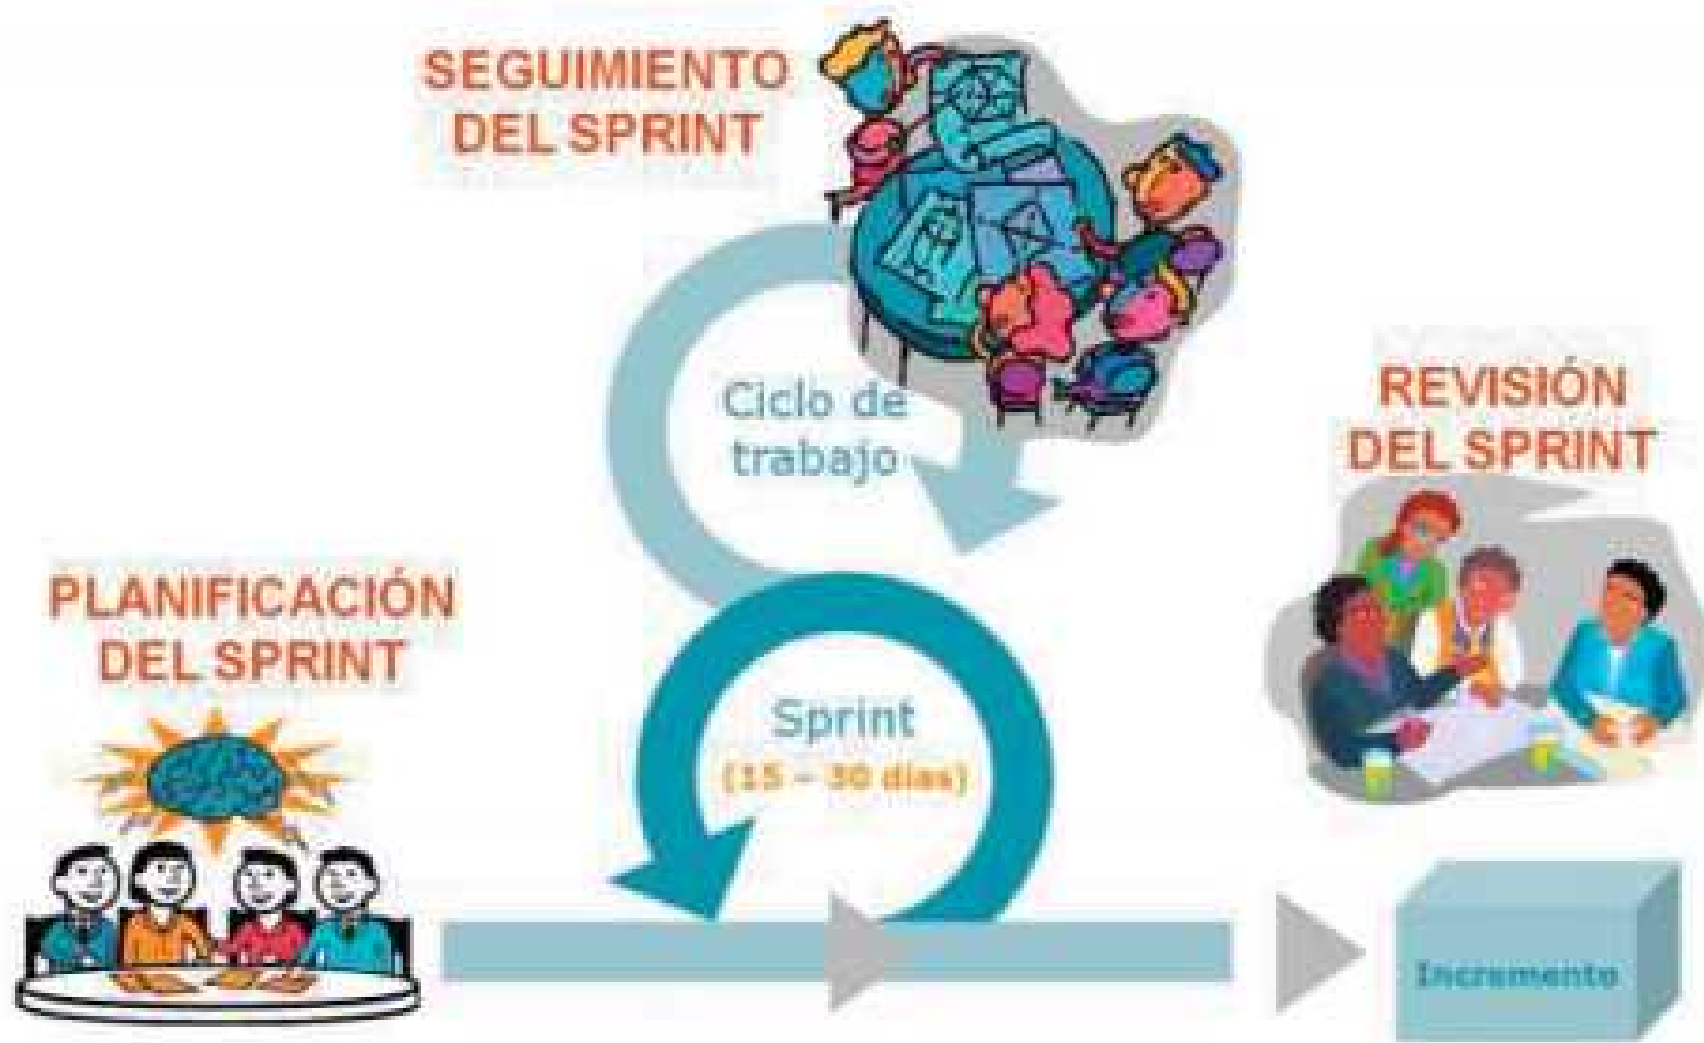 SEGUIMIENTO
DEL SPRINT
Ciclo de
trabajo
REVISIÓN
DEL SPRINT
PLANIFICACIÓN
DEL SPRINT
Sprint
(15 - 30 días)
Incremento